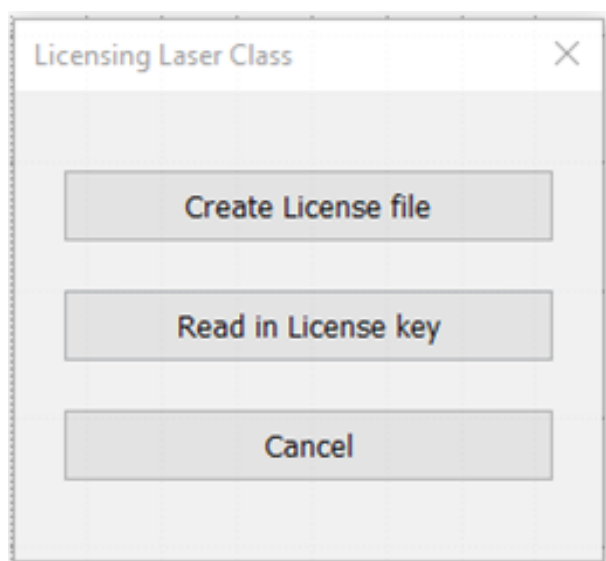 Licensing Laser Class
Create License file
Read in License key
Cancel